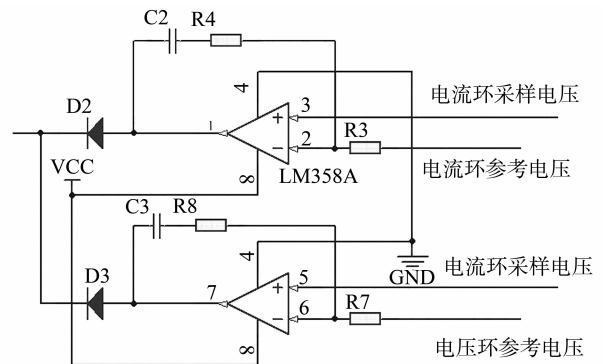 C2 R4
4
D2
1
+ 3
电流环采样电压
− 2
R3
VCC
8
LM358A
电流环参考电压
C3 R8
4
GND
D3
7
+ 5
电流环采样电压
− 6
R7
8
电压环参考电压